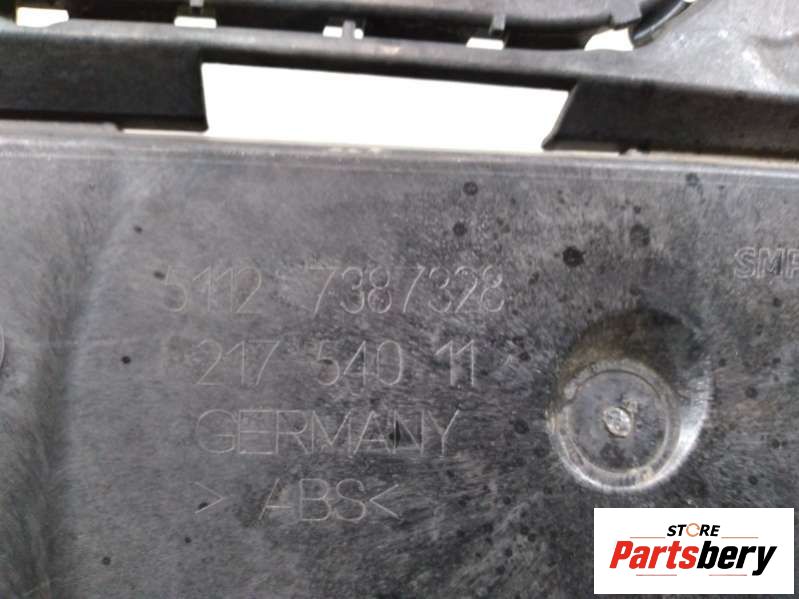 5112 7387328
SMP
217 540 11
GERMANY
> ABS<
STORE
Partsbery